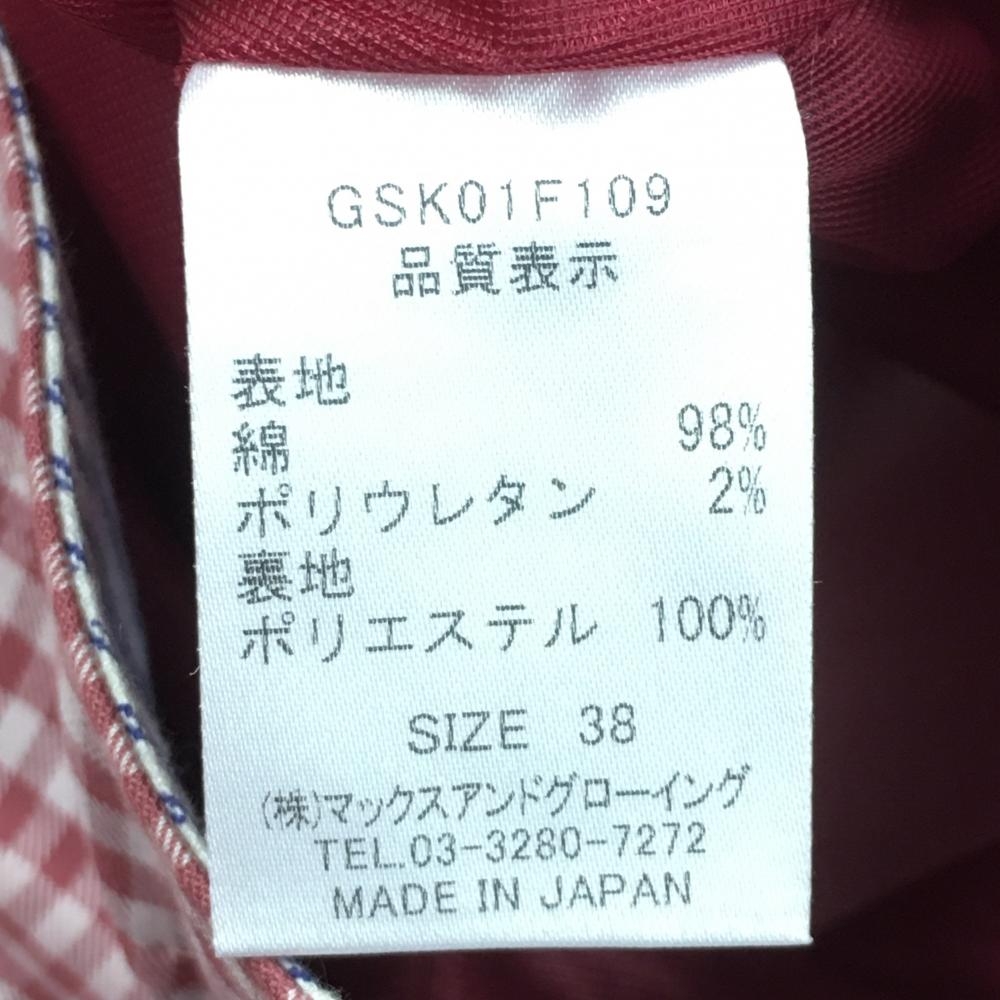 GSK01F109
品質表示
表地
綿 98%
ポリウレタン 2%
裏地
ポリエステル 100%
SIZE 38
(株)マックスアンドグローイング
TEL.03-3280-7272
MADE IN JAPAN